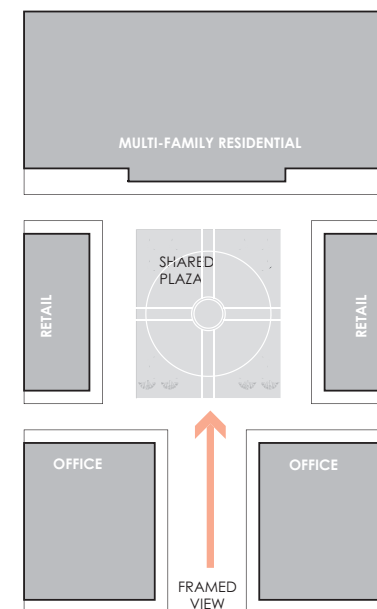 MULTI-FAMILY RESIDENTIAL
SHARED
PLAZA
RETAIL
RETAIL
OFFICE
OFFICE
FRAMED
VIEW